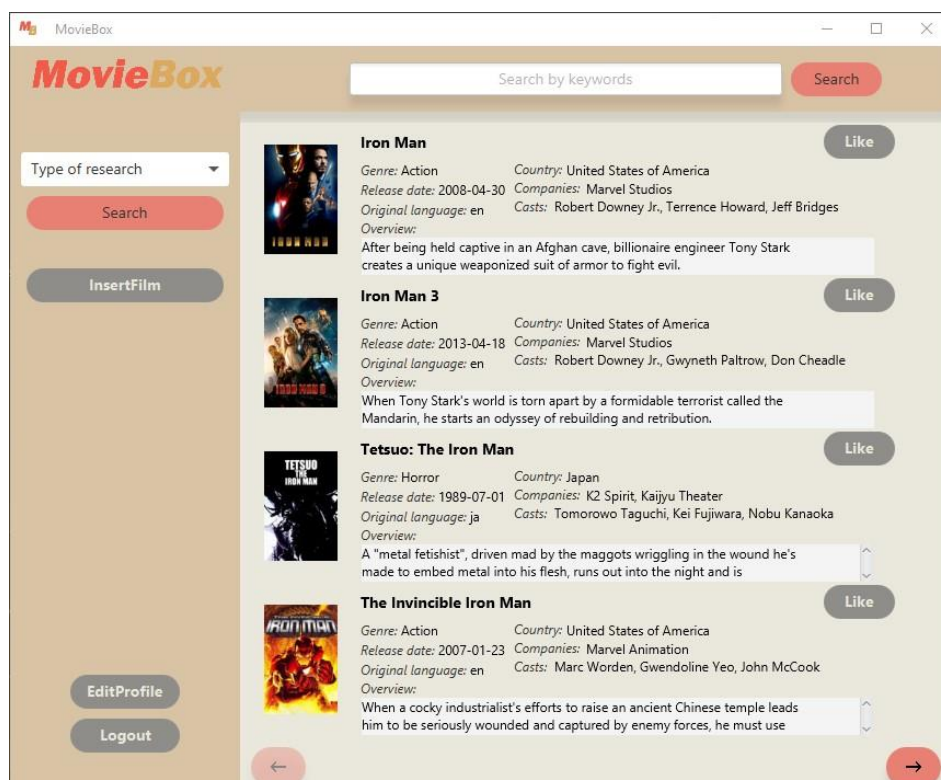 MB MovieBox
MovieBox
Search by keywords
Search
Type of research
Search
InsertFilm
EditProfile
Logout
IRON MAN
Iron Man
Like
Genre: Action Country: United States of America
Release date: 2008-04-30 Companies: Marvel Studios
Original language: en Casts: Robert Downey Jr., Terrence Howard, Jeff Bridges
Overview:
After being held captive in an Afghan cave, billionaire engineer Tony Stark
creates a unique weaponized suit of armor to fight evil.
IRON MAN 3
Iron Man 3
Like
Genre: Action Country: United States of America
Release date: 2013-04-18 Companies: Marvel Studios
Original language: en Casts: Robert Downey Jr., Gwyneth Paltrow, Don Cheadle
Overview:
When Tony Stark's world is torn apart by a formidable terrorist called the
Mandarin, he starts an odyssey of rebuilding and retribution.
TETSUO
THE
IRON MAN
Tetsuo: The Iron Man
Like
Genre: Horror Country: Japan
Release date: 1989-07-01 Companies: K2 Spirit, Kaijyu Theater
Original language: ja Casts: Tomorowo Taguchi, Kei Fujiwara, Nobu Kanaoka
Overview:
A "metal fetishist", driven mad by the maggots wriggling in the wound he's
made to embed metal into his flesh, runs out into the night and is
IRON MAN
The Invincible Iron Man
Like
Genre: Action Country: United States of America
Release date: 2007-01-23 Companies: Marvel Animation
Original language: en Casts: Marc Worden, Gwendoline Yeo, John McCook
Overview:
When a cocky industrialist's efforts to raise an ancient Chinese temple leads
him to be seriously wounded and captured by enemy forces, he must use
← →